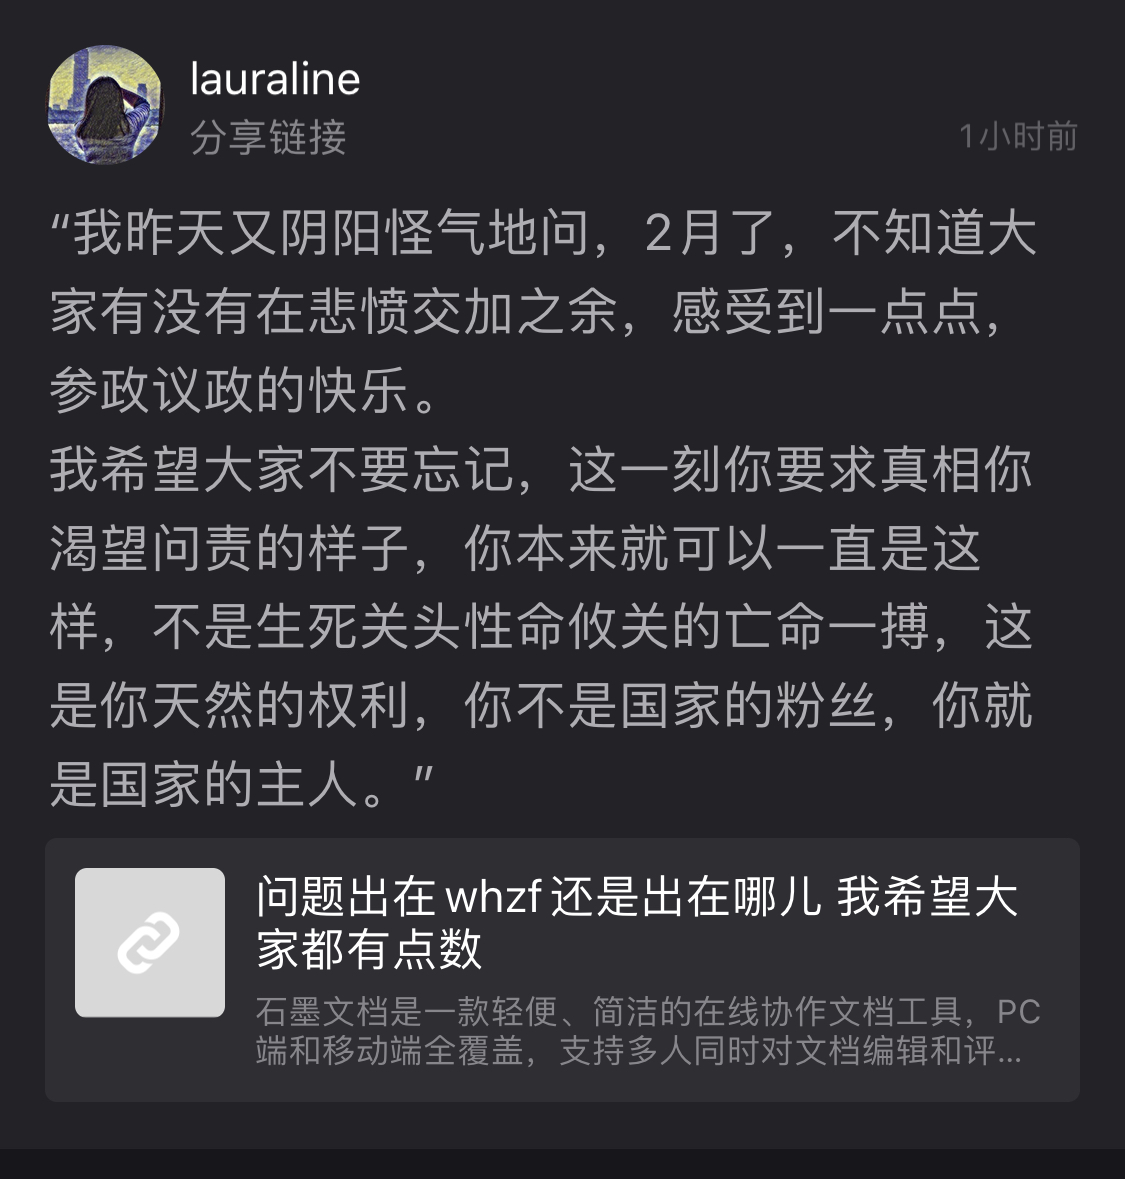 lauraline
分享链接
1小时前
“我昨天又阴阳怪气地问，2月了，不知道大
家有没有在悲愤交加之余，感受到一点点，
参政议政的快乐。
我希望大家不要忘记，这一刻你要求真相你
渴望问责的样子，你本来就可以一直是这
样，不是生死关头性命攸关的亡命一搏，这
是你天然的权利，你不是国家的粉丝，你就
是国家的主人。”
问题出在whzf还是出在哪儿 我希望大
家都有点数
石墨文档是一款轻便、简洁的在线协作文档工具，PC
端和移动端全覆盖，支持多人同时对文档编辑和评...